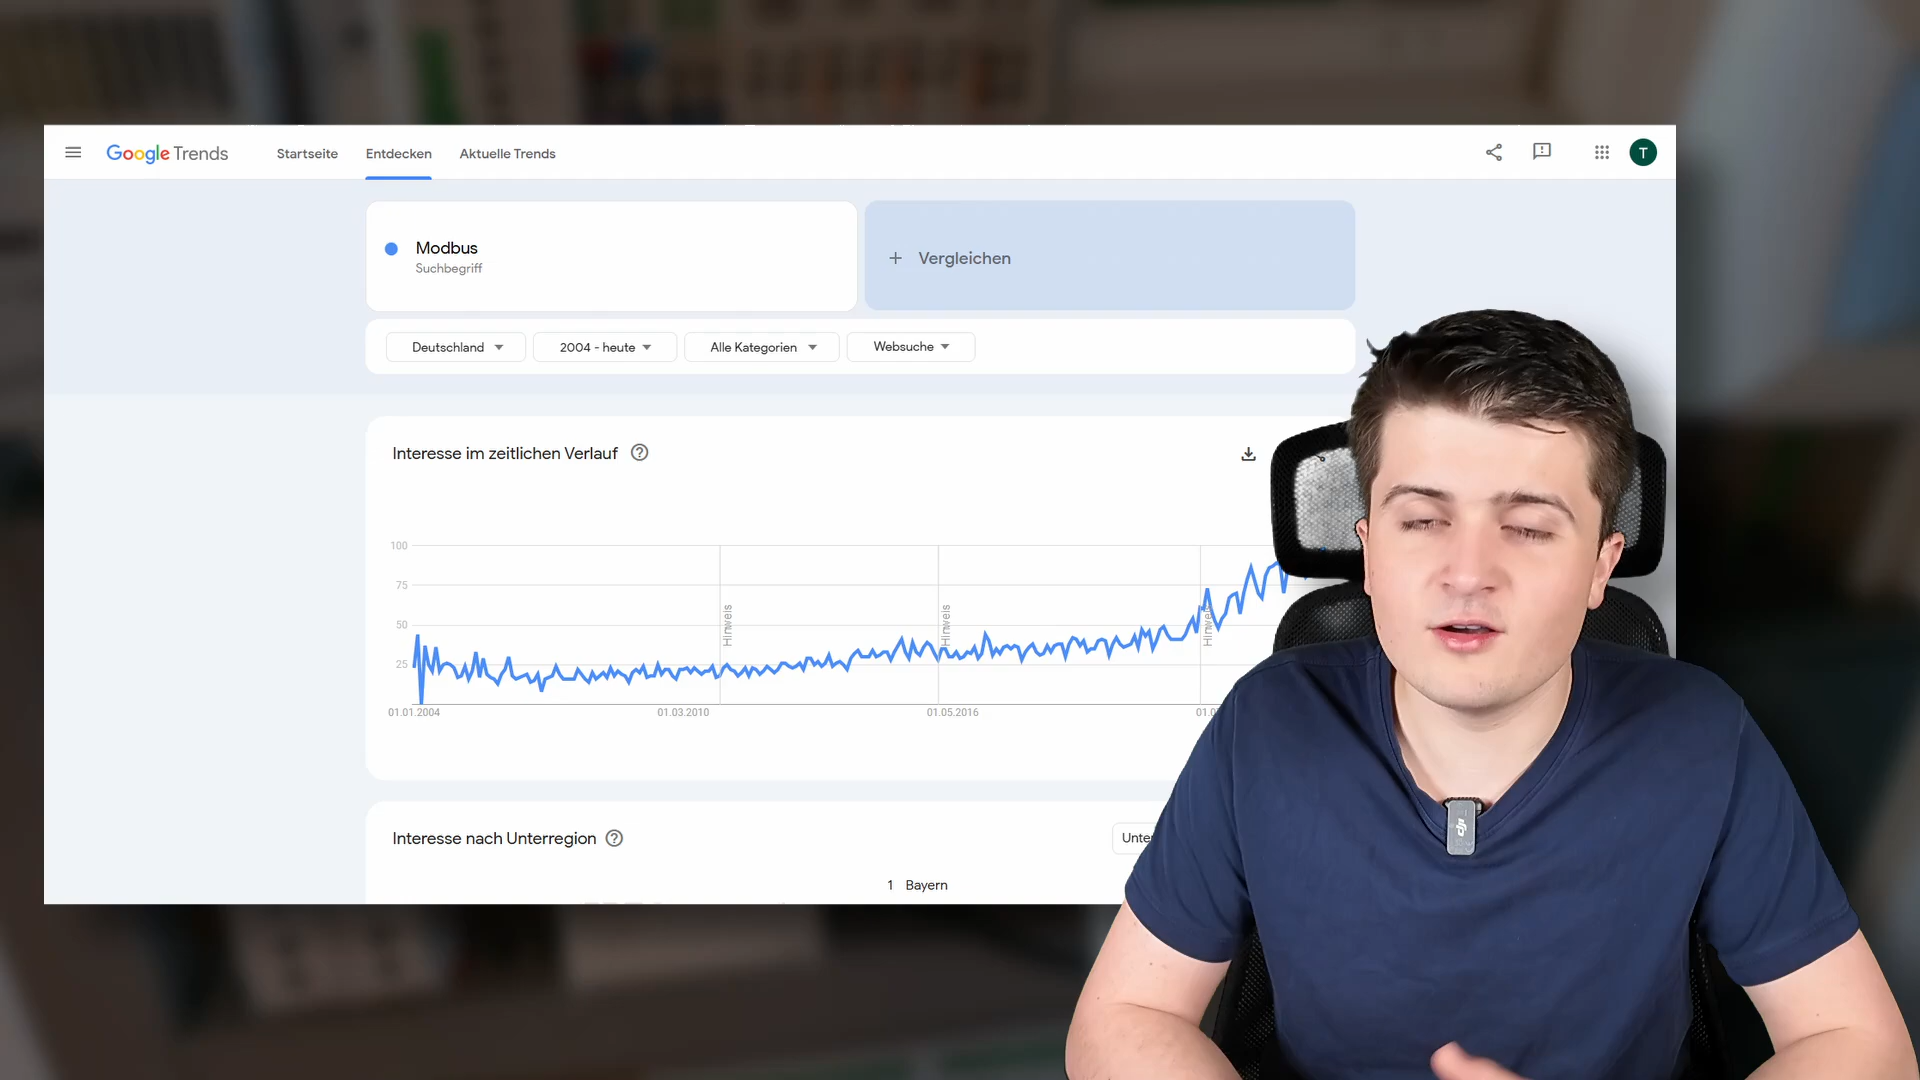 Google Trends
Startseite
Entdecken
Aktuelle Trends
T
Modbus
Suchbegriff
+ Vergleichen
Deutschland
2004 - heute
Alle Kategorien
Websuche
Interesse im zeitlichen Verlauf
100
75
50
25
Hinweis
Hinweis
Hinweis
01.01.2004
01.03.2010
01.05.2016
Interesse nach Unterregion
1 Bayern